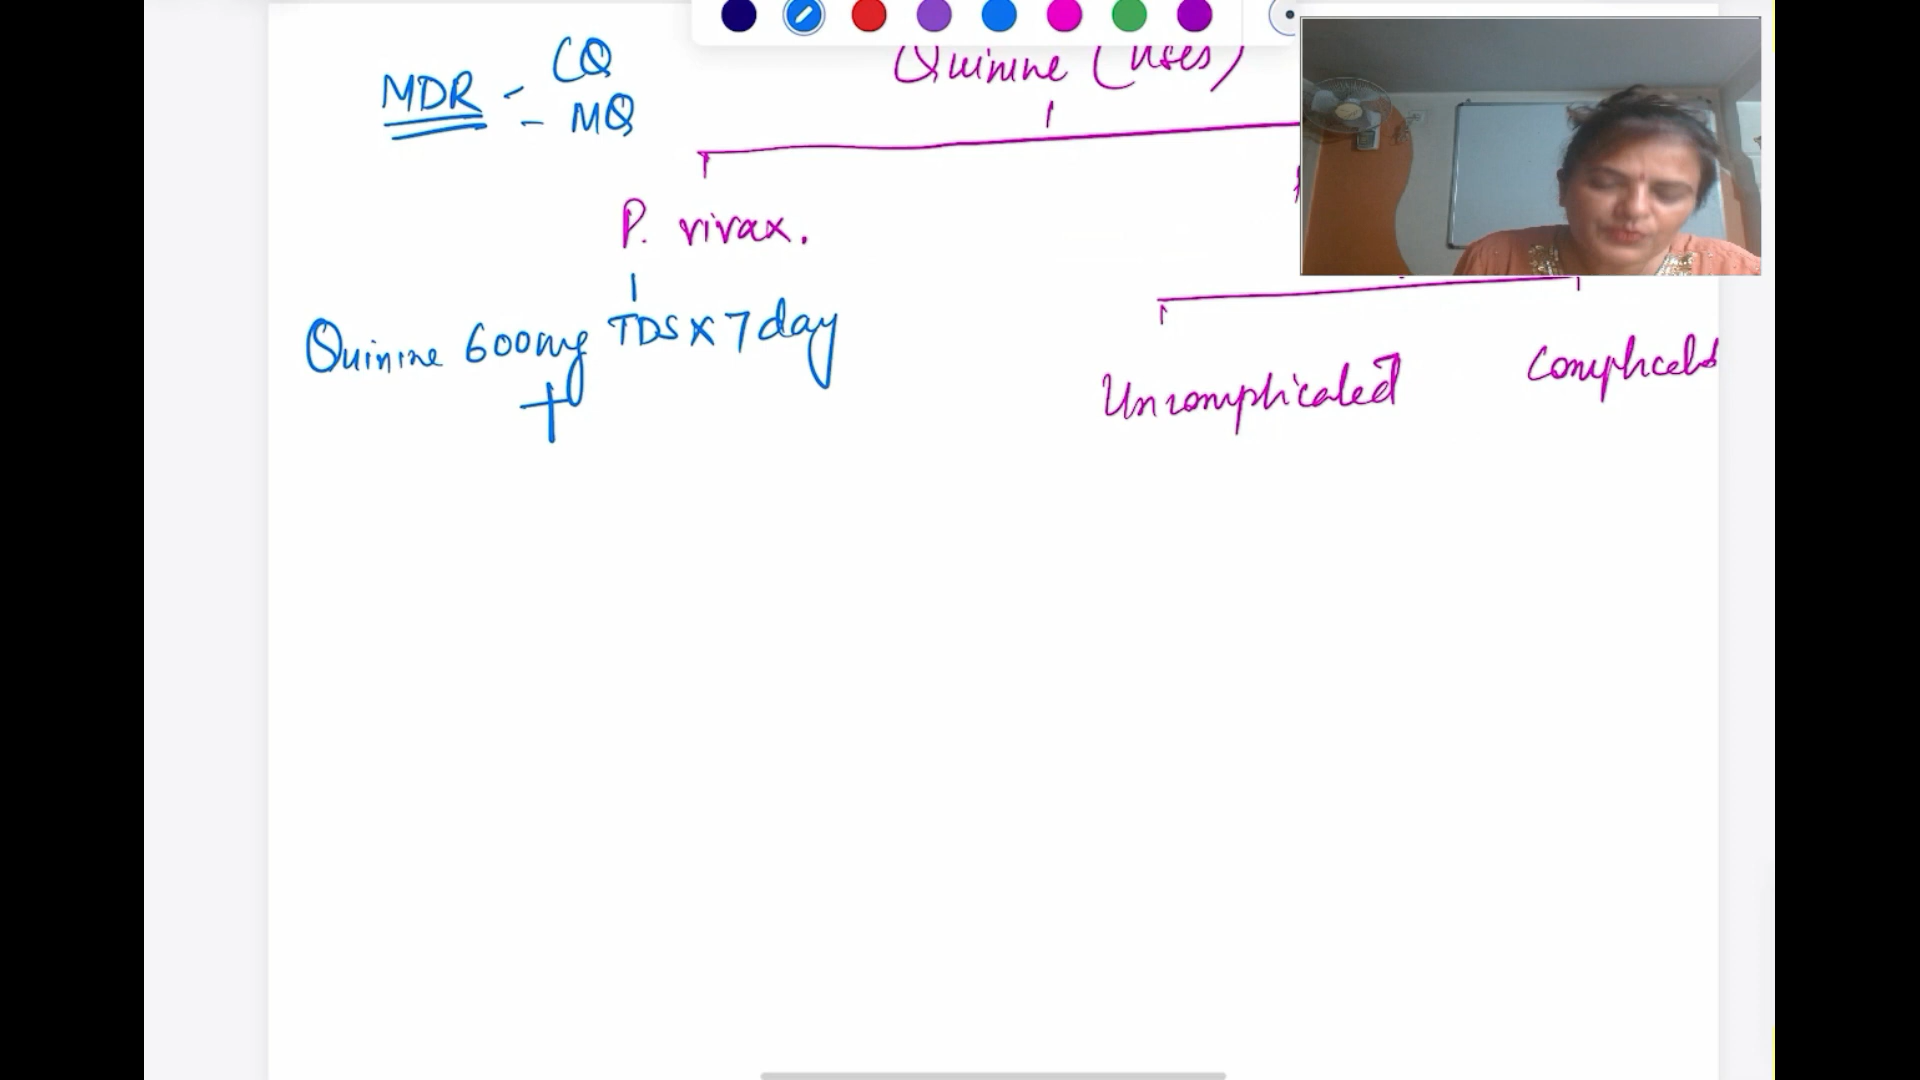 Quinine (Uses)
MDR - CQ
- MQ
P. vivax.
Quinine 600mg TDS x 7 day
+
Uncomplicated
Complicated